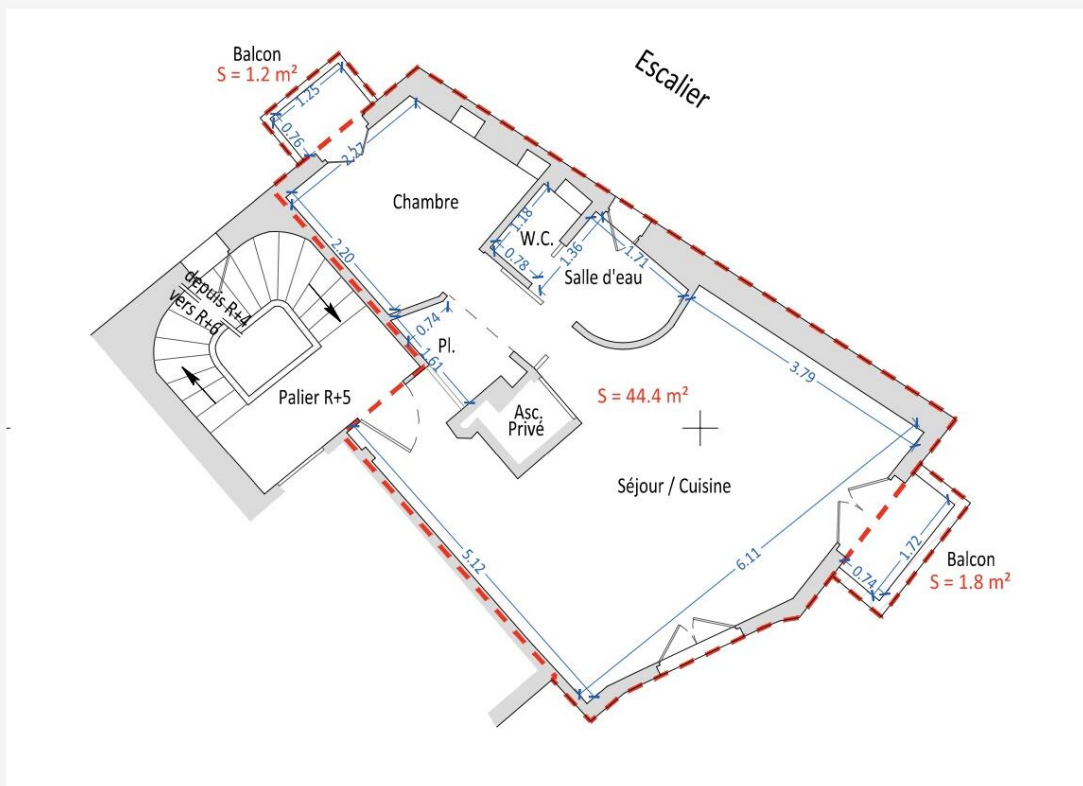 Escalier
Balcon
S = 1.2 m²
1.25
0.76
2.27
Chambre
2.20
W.C.
1.18
0.78
1.36
Salle d'eau
1.71
depuis R+4
vers R+6
0.74
Pl.
1.61
3.79
Palier R+5
Asc.
Privé
S = 44.4 m²
Séjour / Cuisine
5.12
6.11
1.72
0.74
Balcon
S = 1.8 m²